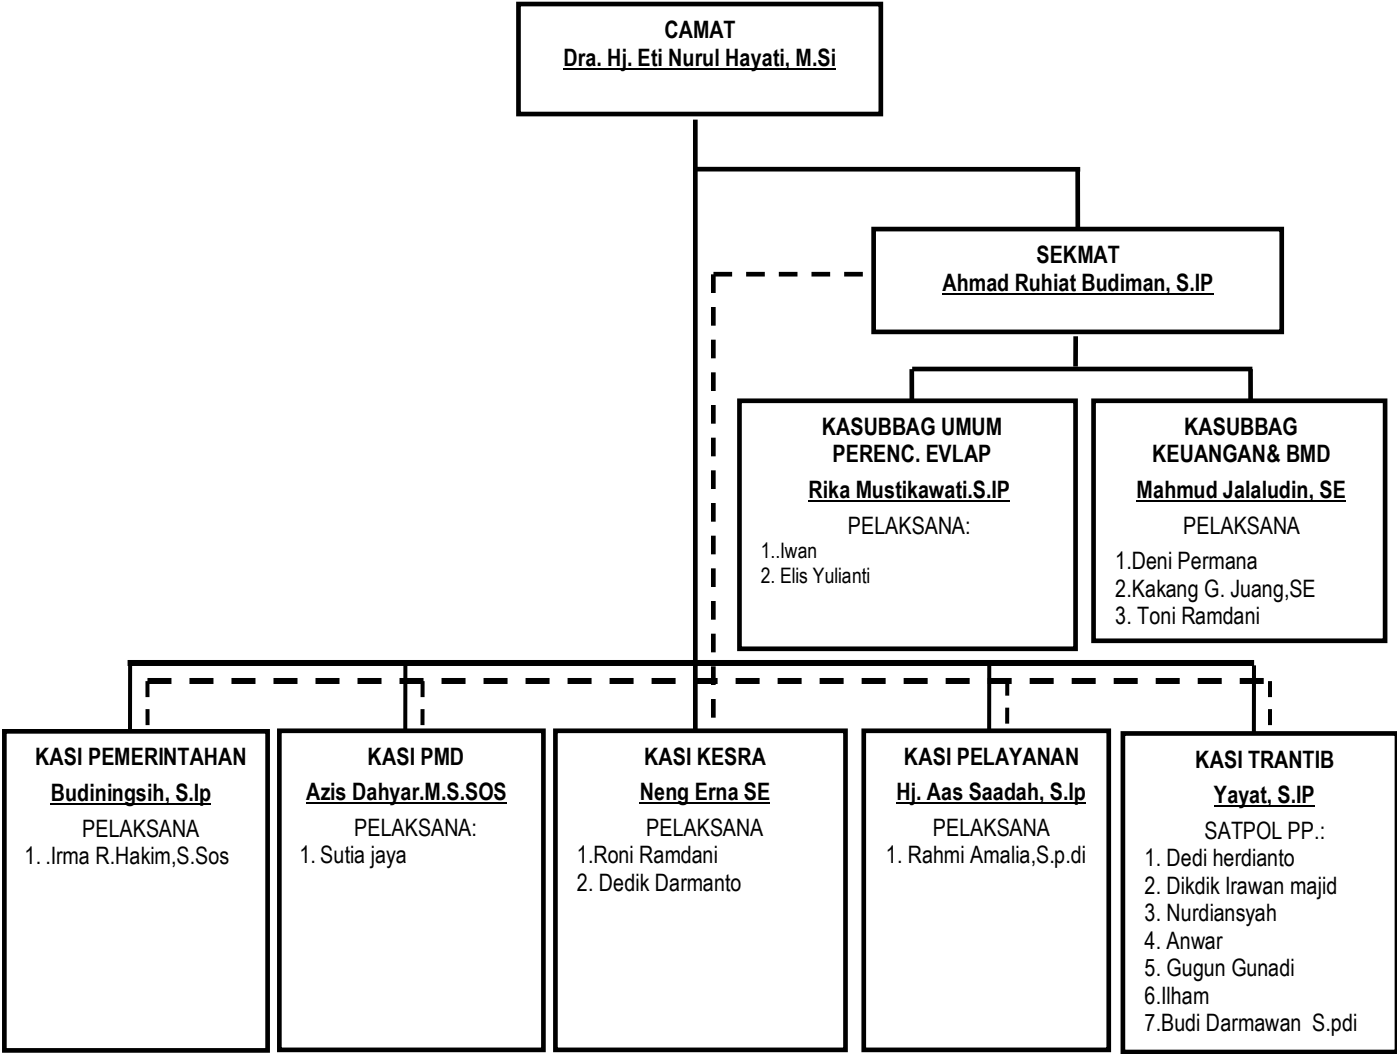 CAMAT
Dra. Hj. Eti Nurul Hayati, M.Si
SEKMAT
Ahmad Ruhiat Budiman, S.IP
KASUBBAG UMUM
PERENC. EVLAP
Rika Mustikawati.S.IP
PELAKSANA:
1..Iwan
2. Elis Yulianti
KASUBBAG
KEUANGAN& BMD
Mahmud Jalaludin, SE
PELAKSANA
1.Deni Permana
2.Kakang G. Juang,SE
3. Toni Ramdani
KASI PEMERINTAHAN
Budiningsih, S.Ip
PELAKSANA
1. .Irma R.Hakim,S.Sos
KASI PMD
Azis Dahyar.M.S.SOS
PELAKSANA:
1. Sutia jaya
KASI KESRA
Neng Erna SE
PELAKSANA
1.Roni Ramdani
2. Dedik Darmanto
KASI PELAYANAN
Hj. Aas Saadah, S.Ip
PELAKSANA
1. Rahmi Amalia,S.p.di
KASI TRANTIB
Yayat, S.IP
SATPOL PP.:
1. Dedi herdianto
2. Dikdik Irawan majid
3. Nurdiansyah
4. Anwar
5. Gugun Gunadi
6.Ilham
7.Budi Darmawan  S.pdi